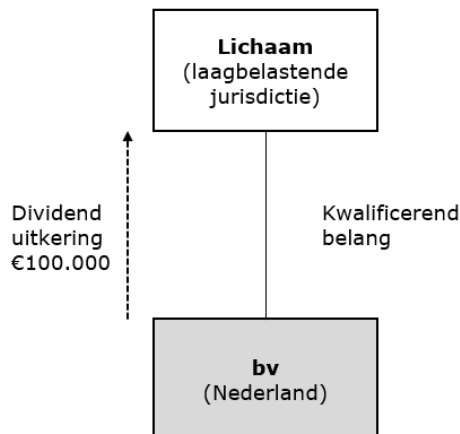 Lichaam
(laagbelastende
jurisdictie)
Dividend
uitkering
€100.000
Kwalificerend
belang
bv
(Nederland)